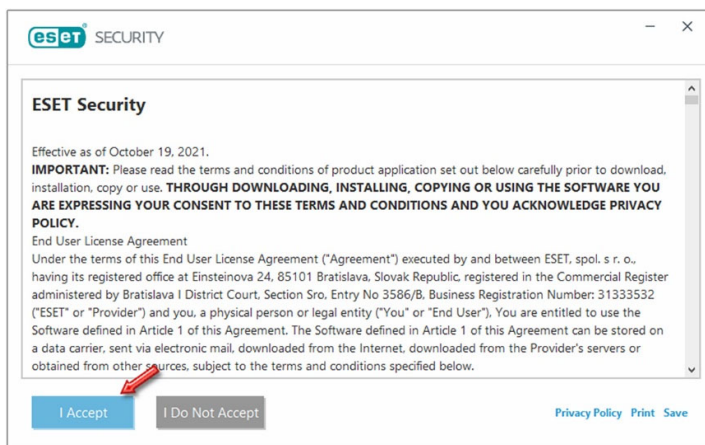 eset SECURITY
ESET Security
Effective as of October 19, 2021.
IMPORTANT: Please read the terms and conditions of product application set out below carefully prior to download,
installation, copy or use. THROUGH DOWNLOADING, INSTALLING, COPYING OR USING THE SOFTWARE YOU
ARE EXPRESSING YOUR CONSENT TO THESE TERMS AND CONDITIONS AND YOU ACKNOWLEDGE PRIVACY
POLICY.
End User License Agreement
Under the terms of this End User License Agreement ("Agreement") executed by and between ESET, spol. s r. o.,
having its registered office at Einsteinova 24, 85101 Bratislava, Slovak Republic, registered in the Commercial Register
administered by Bratislava I District Court, Section Sro, Entry No 3586/B, Business Registration Number: 31333532
("ESET" or "Provider") and you, a physical person or legal entity ("You" or "End User"), You are entitled to use the
Software defined in Article 1 of this Agreement. The Software defined in Article 1 of this Agreement can be stored on
a data carrier, sent via electronic mail, downloaded from the Internet, downloaded from the Provider's servers or
obtained from other sources, subject to the terms and conditions specified below.
I Accept I Do Not Accept Privacy Policy Print Save